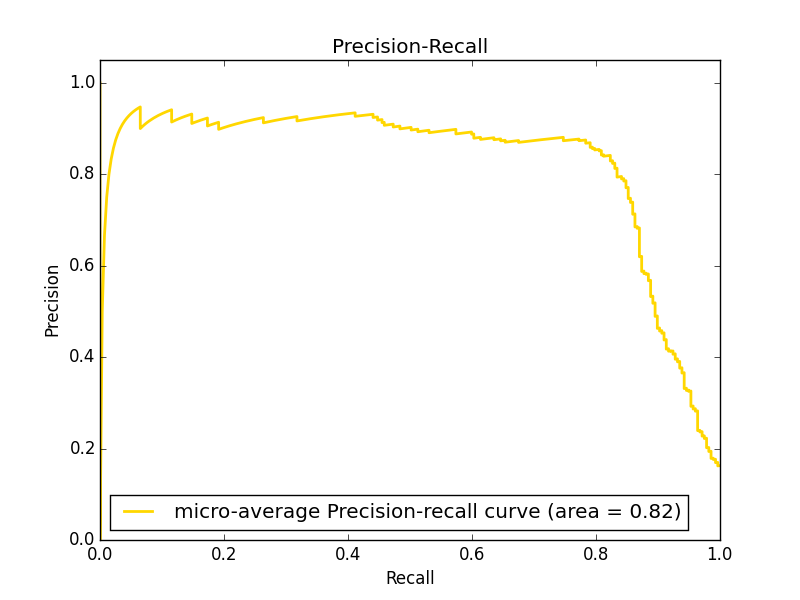 Precision-Recall
1.0
0.8
0.6
0.4
0.2
0.0
Precision
micro-average Precision-recall curve (area = 0.82)
0.0 0.2 0.4 0.6 0.8 1.0
Recall